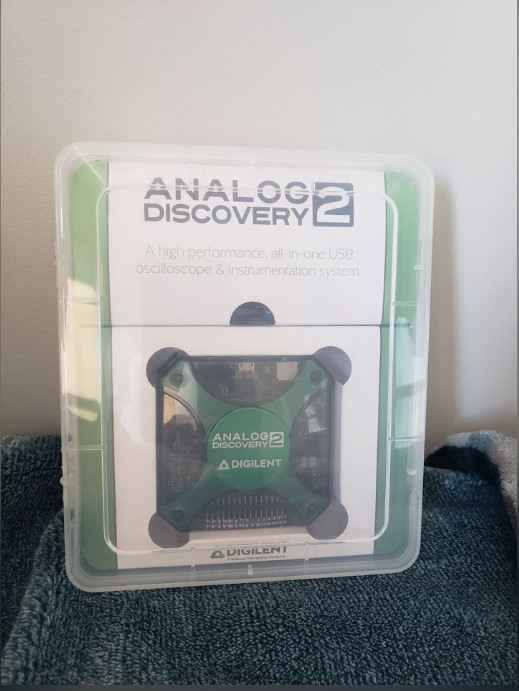 ANALOG
DISCOVERY 2
A high performance, all-in-one USB
oscilloscope & instrumentation system.
ANALOG
DISCOVERY 2
DIGILENT
DIGILENT